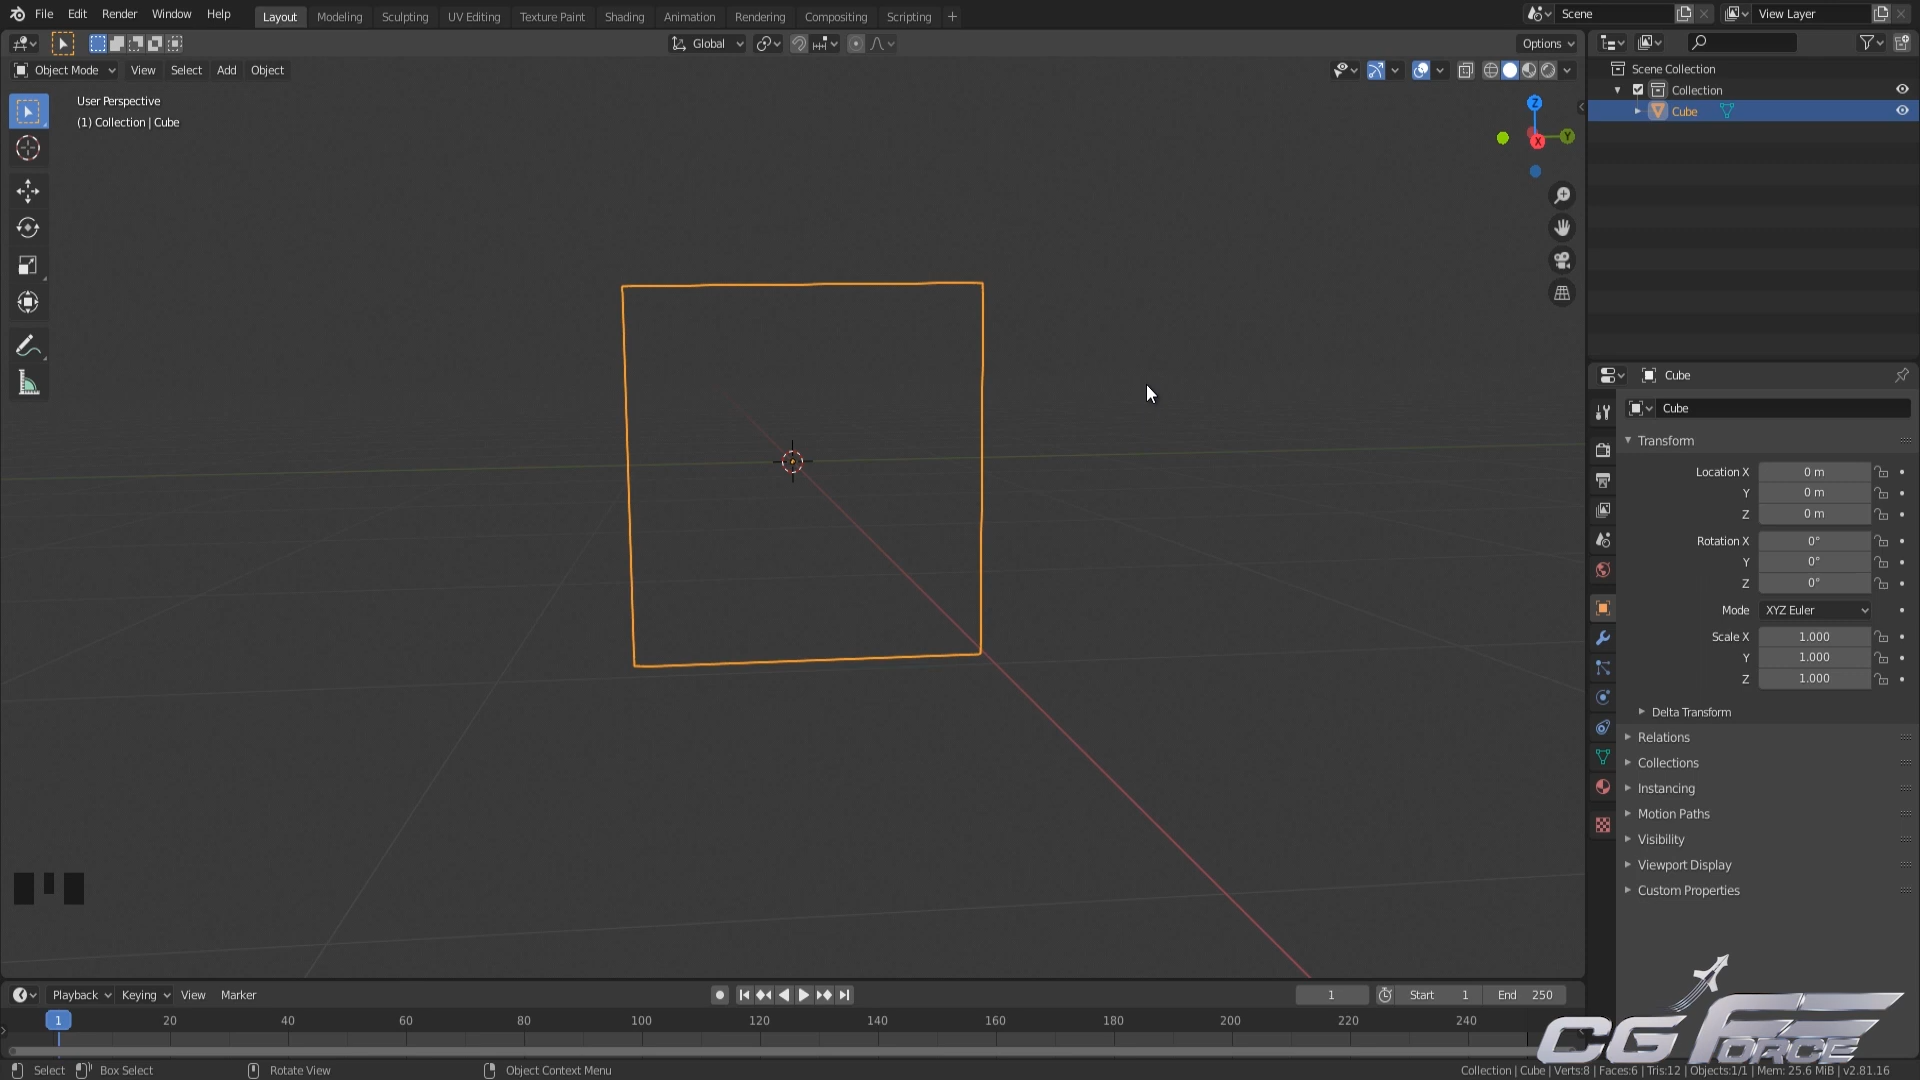 File Edit Render Window Help Layout Modeling Sculpting UV Editing Texture Paint Shading Animation Rendering Compositing Scripting + Scene View Layer
Global Options
Object Mode View Select Add Object
User Perspective
(1) Collection | Cube
Z
Y
X
Scene Collection
Collection
Cube
Cube
Cube
Transform
Location X 0 m
Y 0 m
Z 0 m
Rotation X 0°
Y 0°
Z 0°
Mode XYZ Euler
Scale X 1.000
Y 1.000
Z 1.000
Delta Transform
Relations
Collections
Instancing
Motion Paths
Visibility
Viewport Display
Custom Properties
Playback Keying View Marker 1 Start 1 End 250
1 20 40 60 80 100 120 140 160 180 200 220 240
CG FORCE
Select Box Select Rotate View Object Context Menu Collection | Cube | Verts:8 | Faces:6 | Tris:12 | Objects:1/1 | Mem: 25.6 MiB | v2.81.16